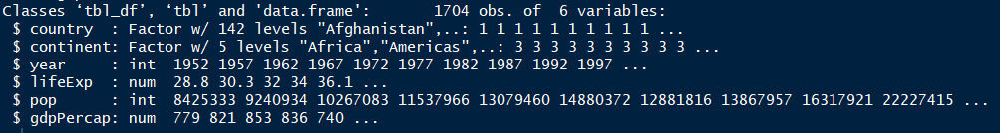 Classes ‘tbl_df’, ‘tbl’ and 'data.frame':	1704 obs. of  6 variables:
 $ country  : Factor w/ 142 levels "Afghanistan",..: 1 1 1 1 1 1 1 1 1 1 ...
 $ continent: Factor w/ 5 levels "Africa","Americas",..: 3 3 3 3 3 3 3 3 3 3 ...
 $ year     : int  1952 1957 1962 1967 1972 1977 1982 1987 1992 1997 ...
 $ lifeExp  : num  28.8 30.3 32 34 36.1 ...
 $ pop      : int  8425333 9240934 10267083 11537966 13079460 14880372 12881816 13867957 16317921 22227415 ...
 $ gdpPercap: num  779 821 853 836 740 ...